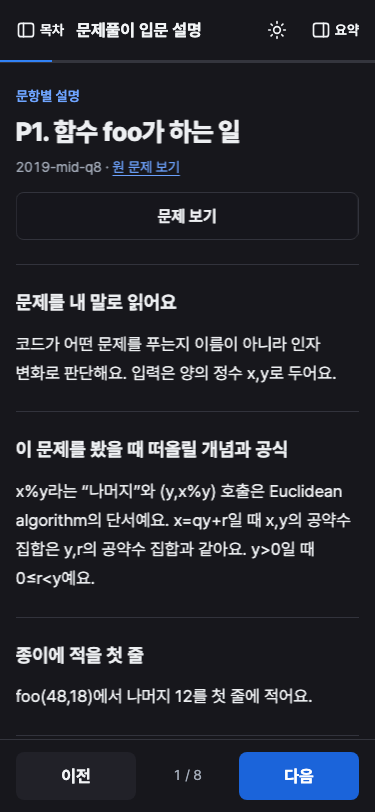 목차 문제풀이 입문 설명 요약
문항별 설명
P1. 함수 foo가 하는 일
2019-mid-q8 · 원 문제 보기
문제 보기
문제를 내 말로 읽어요
코드가 어떤 문제를 푸는지 이름이 아니라 인자
변화로 판단해요. 입력은 양의 정수 x,y로 두어요.
이 문제를 봤을 때 떠올릴 개념과 공식
x%y라는 “나머지”와 (y,x%y) 호출은 Euclidean
algorithm의 단서예요. x=qy+r일 때 x,y의 공약수
집합은 y,r의 공약수 집합과 같아요. y>0일 때
0≤r<y예요.
종이에 적을 첫 줄
foo(48,18)에서 나머지 12를 첫 줄에 적어요.
이전 1 / 8 다음